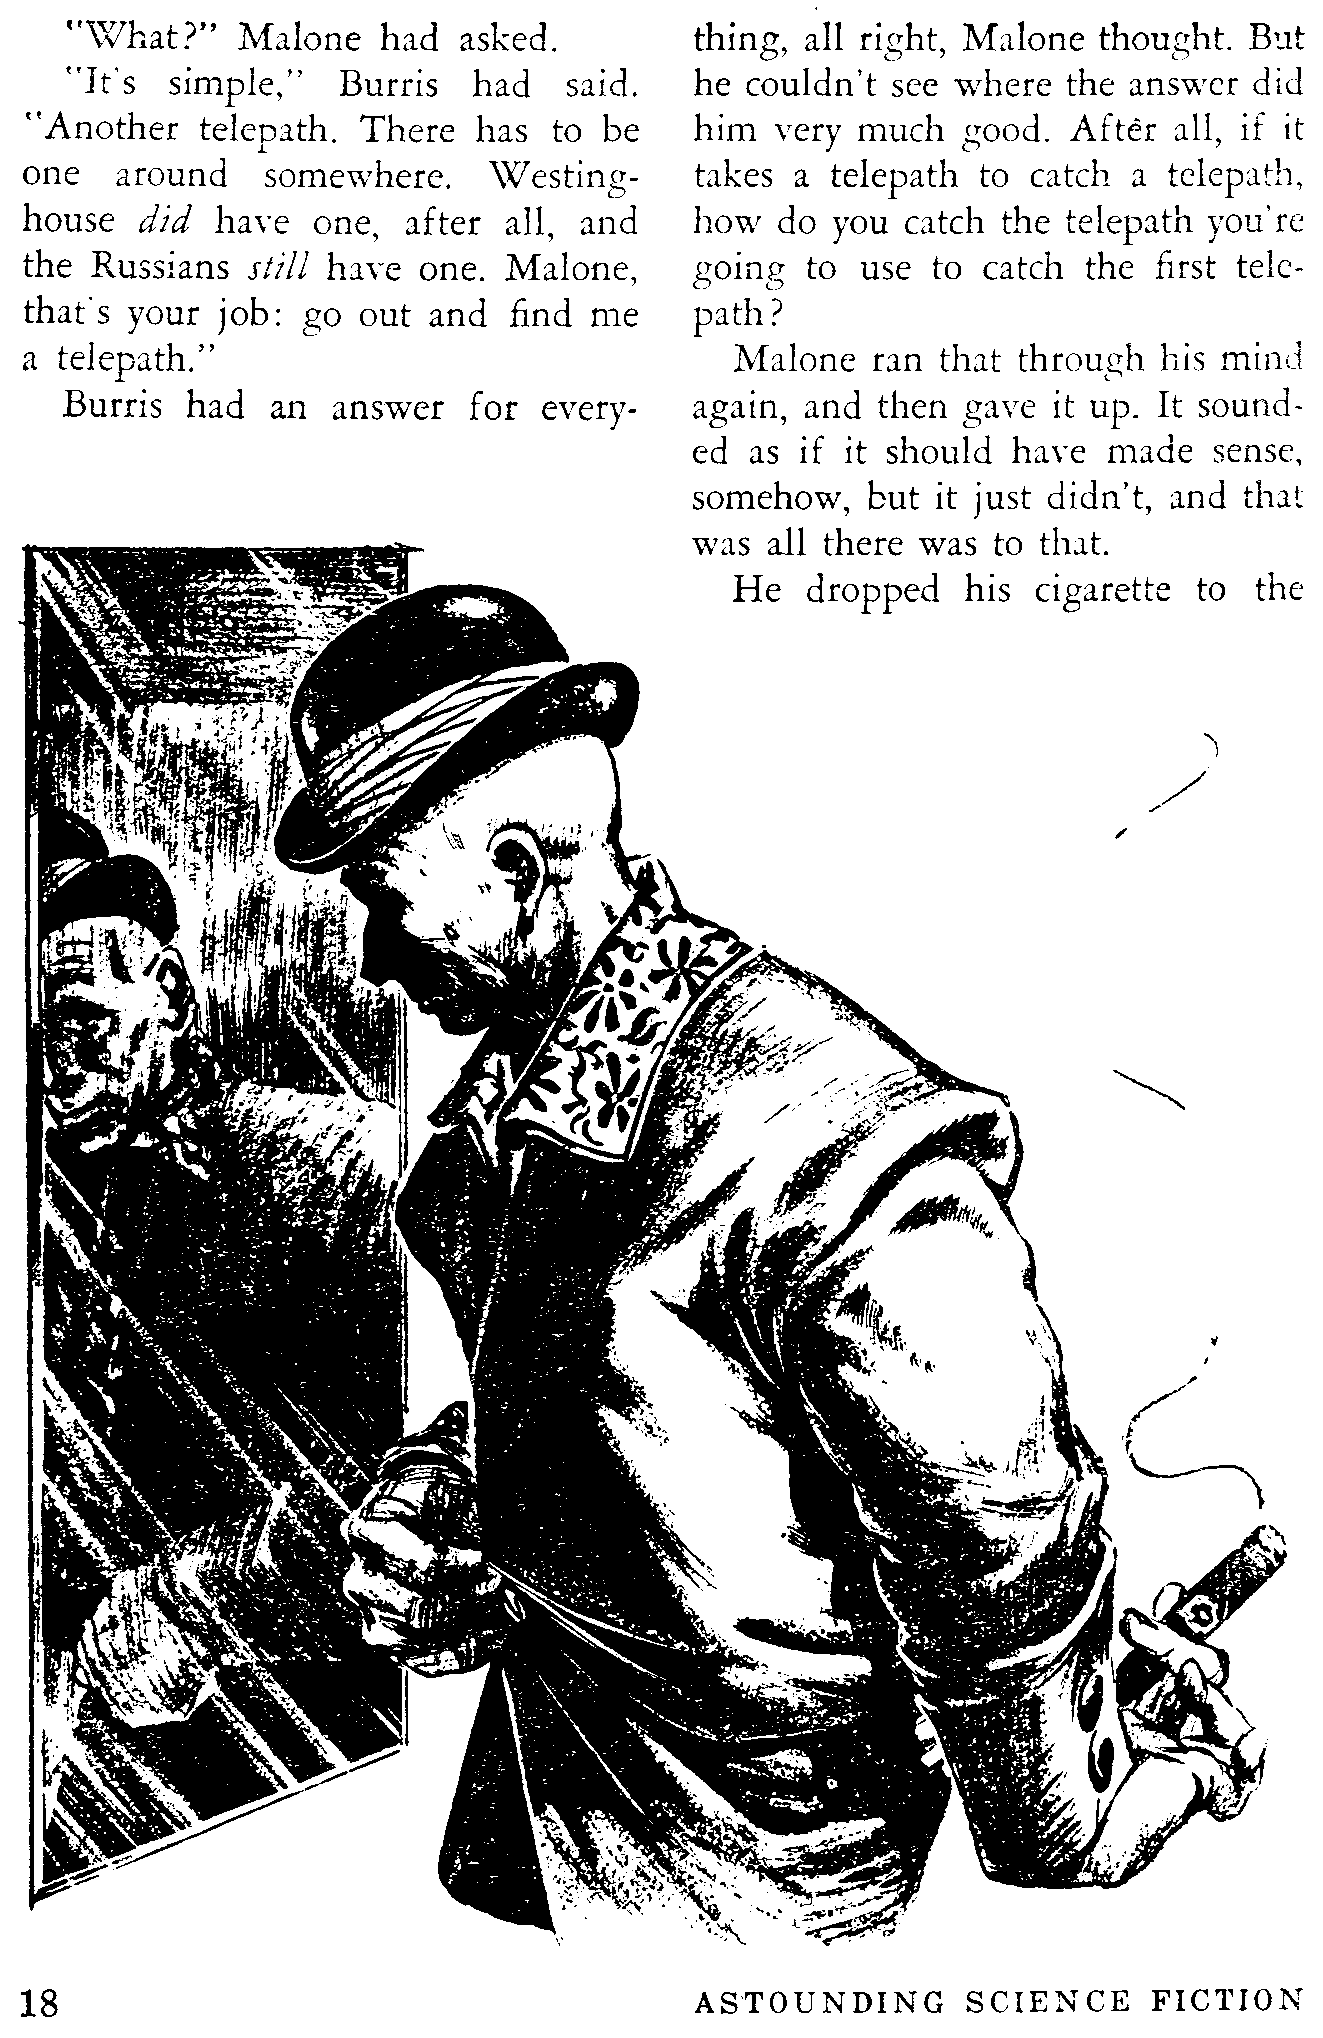 "What?" Malone had asked.
"It's simple," Burris had said.
"Another telepath. There has to be
one around somewhere. Westing-
house did have one, after all, and
the Russians still have one. Malone,
that's your job: go out and find me
a telepath."
Burris had an answer for every-
thing, all right, Malone thought. But
he couldn't see where the answer did
him very much good. After all, if it
takes a telepath to catch a telepath,
how do you catch the telepath you're
going to use to catch the first tele-
path?
Malone ran that through his mind
again, and then gave it up. It sound-
ed as if it should have made sense,
somehow, but it just didn't, and that
was all there was to that.
He dropped his cigarette to the
18
ASTOUNDING SCIENCE FICTION